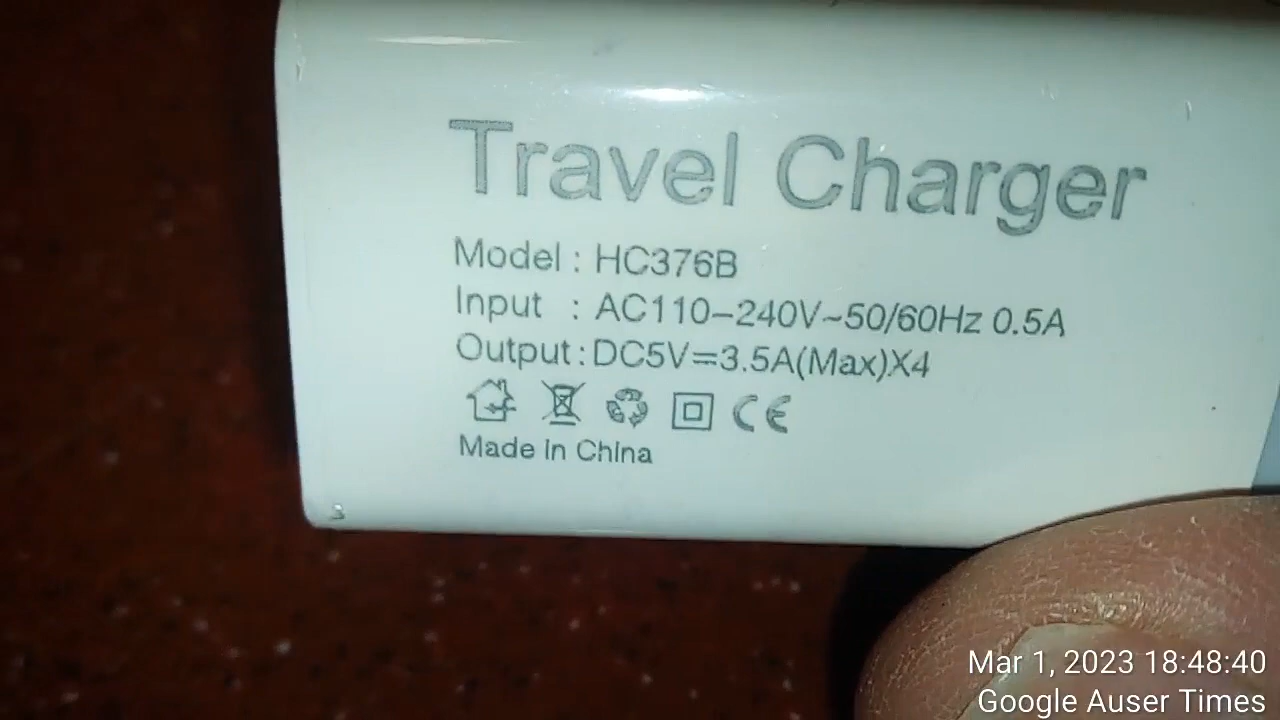 Travel Charger
Model : HC376B
Input : AC110–240V~50/60Hz 0.5A
Output : DC5V=3.5A(Max)X4
CE
Made in China
Mar 1, 2023 18:48:40
Google Auser Times